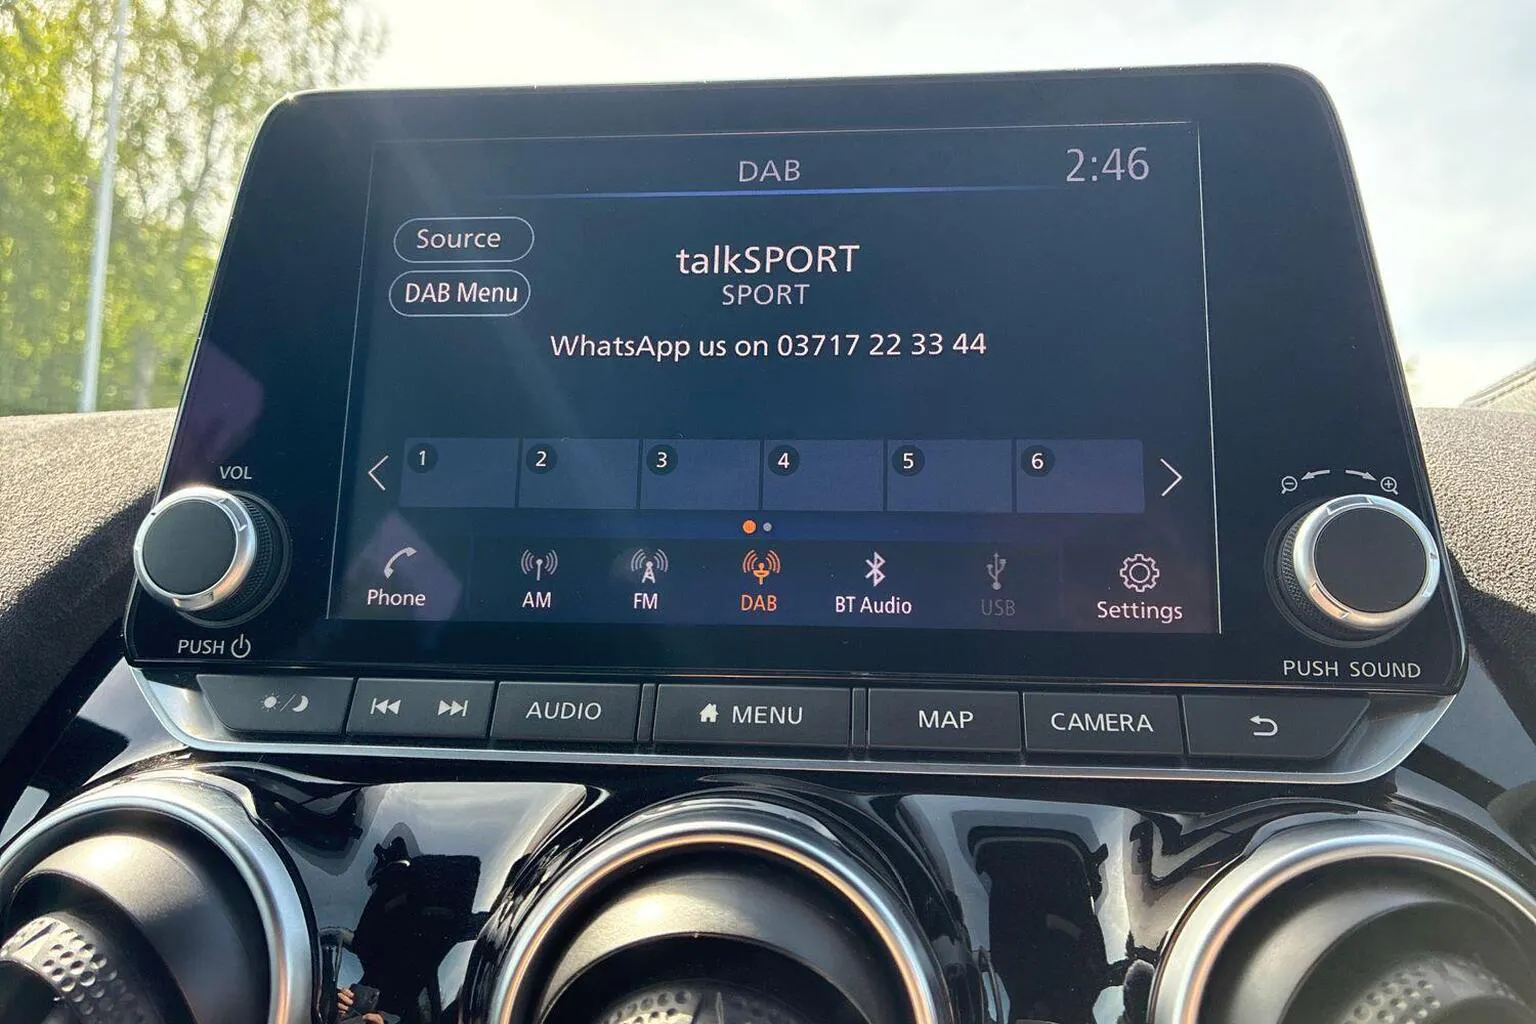 DAB
2:46
Source
DAB Menu
talkSPORT
SPORT
WhatsApp us on 03717 22 33 44
1 2 3 4 5 6
Phone AM FM DAB BT Audio USB Settings
VOL
PUSH
PUSH SOUND
AUDIO MENU MAP CAMERA